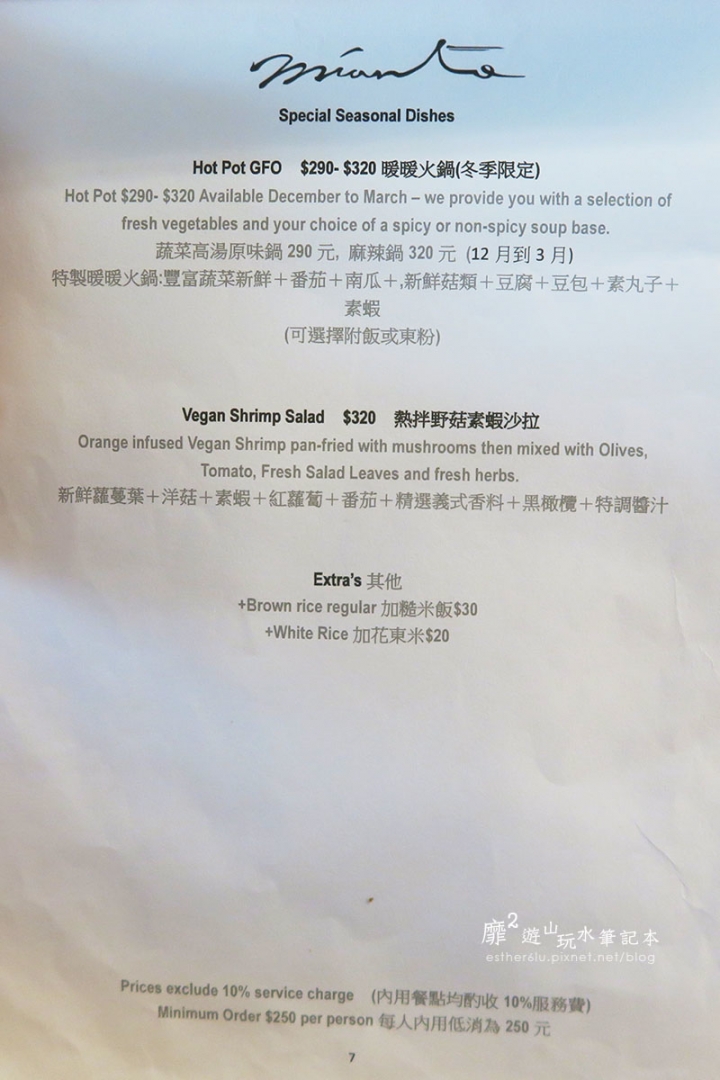 mianto
Special Seasonal Dishes
Hot Pot GFO $290- $320 暖暖火鍋(冬季限定)
Hot Pot $290- $320 Available December to March – we provide you with a selection of
fresh vegetables and your choice of a spicy or non-spicy soup base.
蔬菜高湯原味鍋 290 元, 麻辣鍋 320 元 (12 月到 3 月)
特製暖暖火鍋:豐富蔬菜新鮮＋番茄＋南瓜＋,新鮮菇類＋豆腐＋豆包＋素丸子＋
素蝦
(可選擇附飯或東粉)
Vegan Shrimp Salad $320 熱拌野菇素蝦沙拉
Orange infused Vegan Shrimp pan-fried with mushrooms then mixed with Olives,
Tomato, Fresh Salad Leaves and fresh herbs.
新鮮蘿蔓葉＋洋菇＋素蝦＋紅蘿蔔＋番茄＋精選義式香料＋黑橄欖＋特調醬汁
Extra's 其他
+Brown rice regular 加糙米飯$30
+White Rice 加花東米$20
靡2遊山玩水筆記本
esther6lu.pixnet.net/blog
Prices exclude 10% service charge (內用餐點均酌收 10%服務費)
Minimum Order $250 per person 每人內用低消為 250 元
7